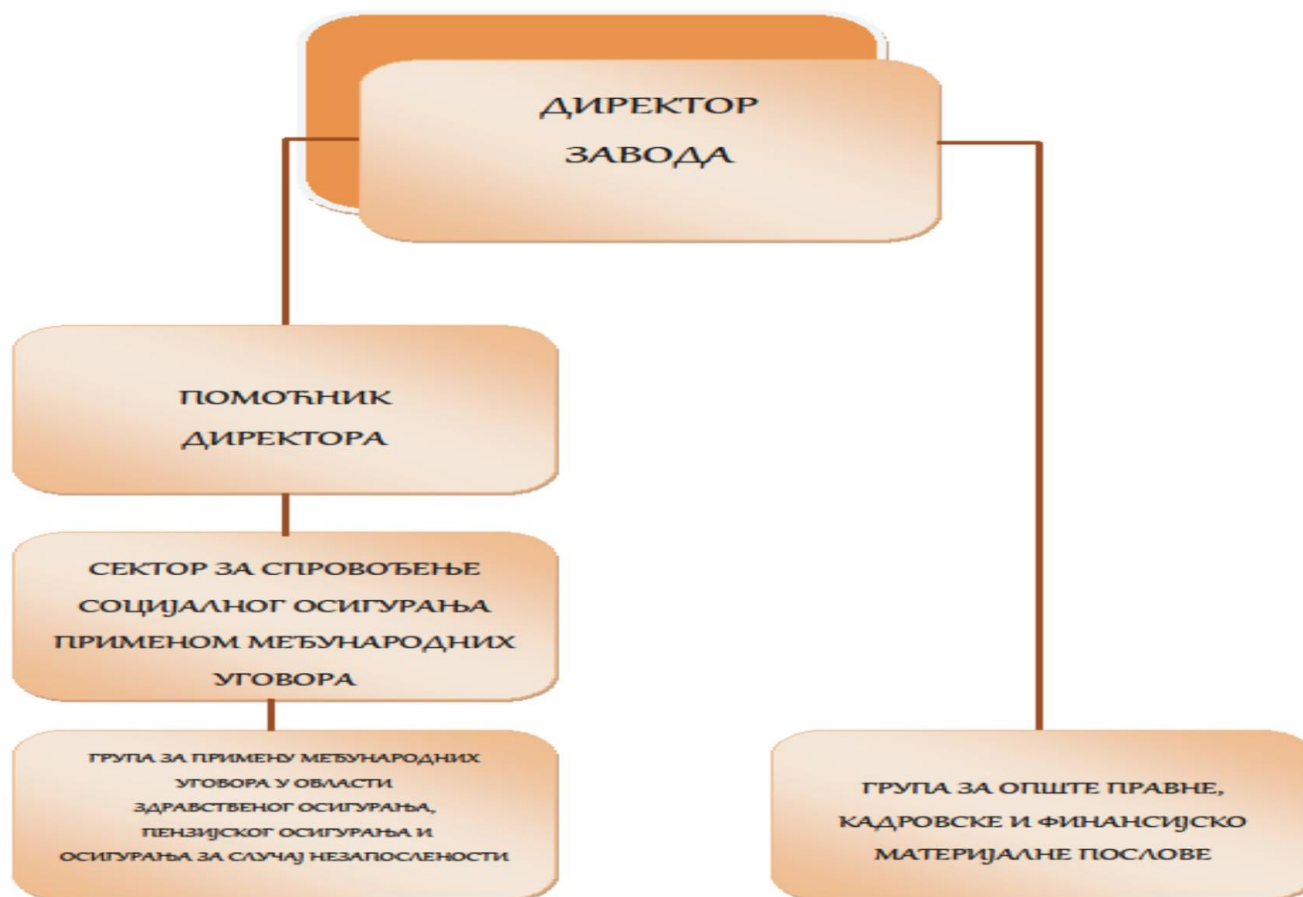 ДИРЕКТОР
ЗАВОДА
ПОМОЋНИК
ДИРЕКТОРА
СЕКТОР ЗА СПРОВОЂЕЊЕ
СОЦИЈАЛНОГ ОСИГУРАЊА
ПРИМЕНОМ МЕЂУНАРОДНИХ
УГОВОРА
ГРУПА ЗА ПРИМЕНУ МЕЂУНАРОДНИХ
УГОВОРА У ОБЛАСТИ
ЗДРАВСТВЕНОГ ОСИГУРАЊА,
ПЕНЗИЈСКОГ ОСИГУРАЊА И
ОСИГУРАЊА ЗА СЛУЧАЈ НЕЗАПОСЛЕНОСТИ
ГРУПА ЗА ОПШТЕ ПРАВНЕ,
КАДРОВСКЕ И ФИНАНСИЈСКО
МАТЕРИЈАЛНЕ ПОСЛОВЕ